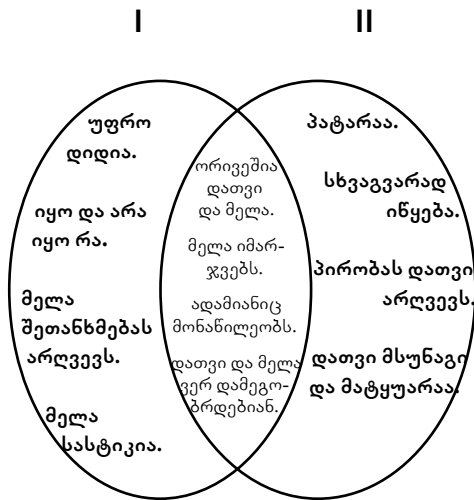 I
II
უფრო
დიდია.
იყო და არა
იყო რა.
მელა
შეთანხმებას
არღვევს.
მელა
სასტიკია.
ორივეშია
დათვი
და მელა.
მელა იმარ-
ჯვებს.
ადამიანიც
მონაწილეობს.
დათვი და მელა
ვერ დამეგო-
ბრდებიან.
პატარაა.
სხვაგვარად
იწყება.
პირობას დათვი
არღვევს.
დათვი მსუნაგი
და მატყუარაა.